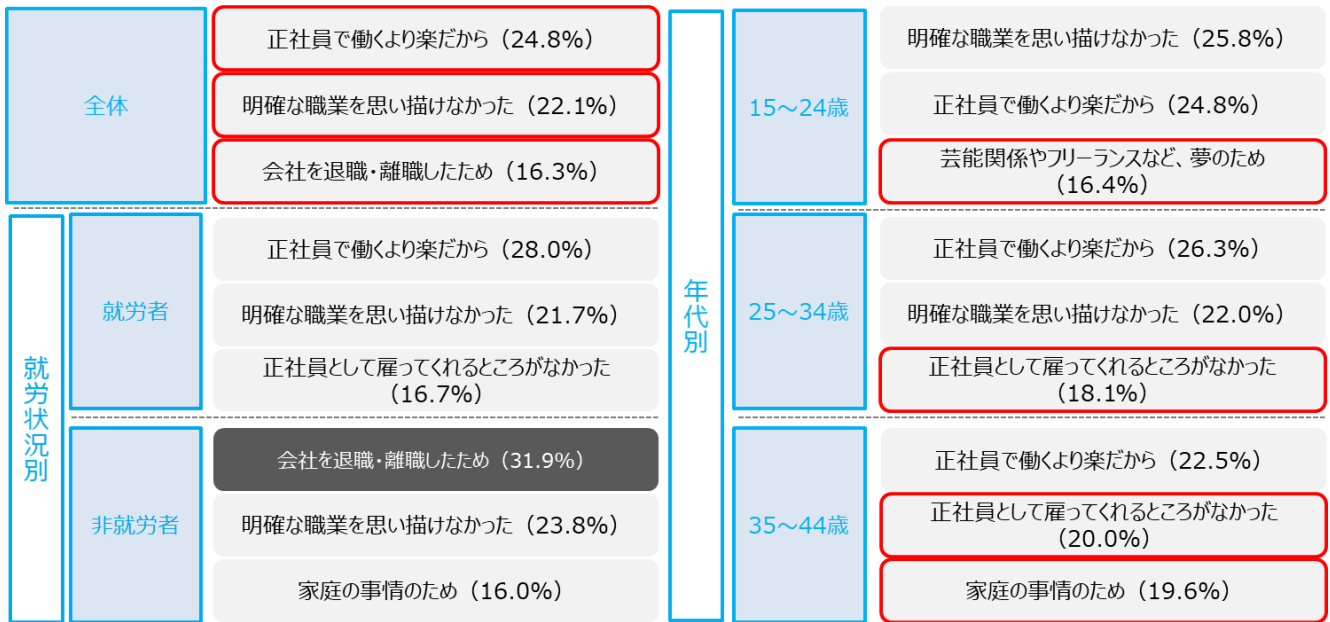 全体
正社員で働くより楽だから（24.8%）
明確な職業を思い描けなかった（22.1%）
会社を退職・離職したため（16.3%）
就労状況別
就労者
正社員で働くより楽だから（28.0%）
明確な職業を思い描けなかった（21.7%）
正社員として雇ってくれるところがなかった
（16.7%）
非就労者
会社を退職・離職したため（31.9%）
明確な職業を思い描けなかった（23.8%）
家庭の事情のため（16.0%）
年代別
15～24歳
明確な職業を思い描けなかった（25.8%）
正社員で働くより楽だから（24.8%）
芸能関係やフリーランスなど、夢のため
（16.4%）
25～34歳
正社員で働くより楽だから（26.3%）
明確な職業を思い描けなかった（22.0%）
正社員として雇ってくれるところがなかった
（18.1%）
35～44歳
正社員で働くより楽だから（22.5%）
正社員として雇ってくれるところがなかった
（20.0%）
家庭の事情のため（19.6%）